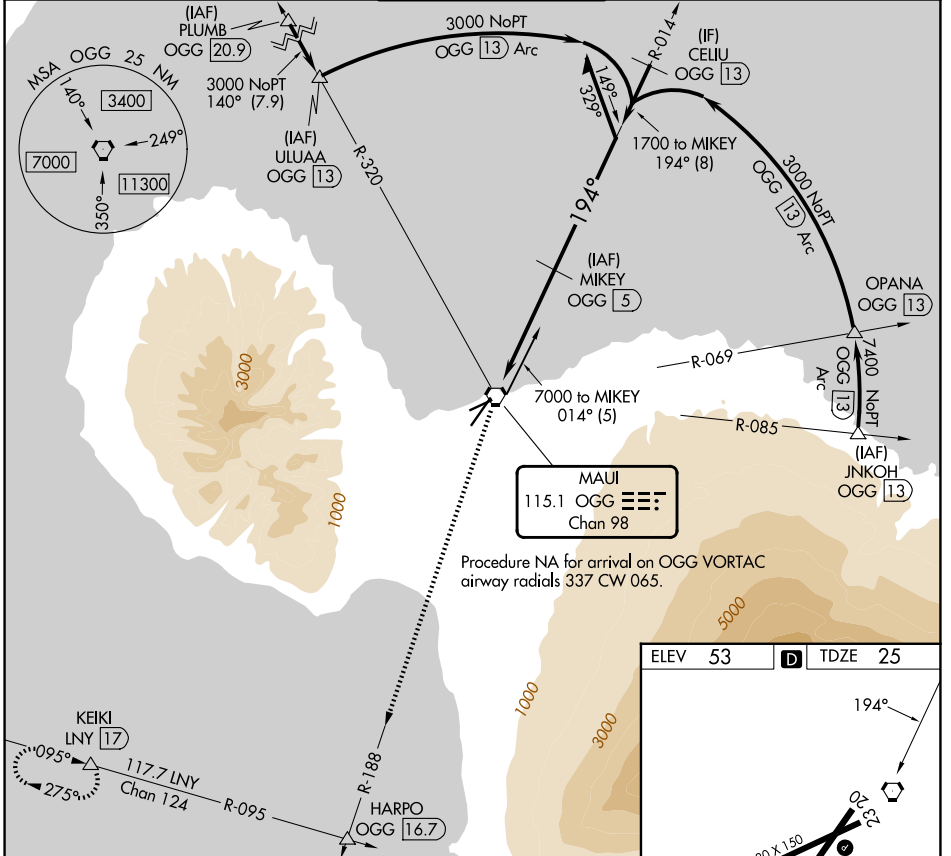 (IAF)
PLUMB
OGG 20.9
3000 NoPT
140° (7.9)
(IAF)
ULUAA
OGG 13
3000 NoPT
OGG 13 Arc
R-014
(IF)
CELIU
OGG 13
149°
329°
1700 to MIKEY
194° (8)
MSA OGG 25 NM
140°
3400
249°
7000
11300
350°
R-320
194°
3000 NoPT
OGG 13 Arc
(IAF)
MIKEY
OGG 5
OPANA
OGG 13
R-069
7400 NoPT
OGG 13
Arc
7000 to MIKEY
014° (5)
R-085
(IAF)
JNKOH
OGG 13
3000
1000
MAUI
115.1 OGG
Chan 98
Procedure NA for arrival on OGG VORTAC
airway radials 337 CW 065.
5000
1000
3000
ELEV 53
D
TDZE 25
194°
20
23
X 150
P
KEIKI
LNY 17
095°
275°
117.7 LNY
Chan 124
R-095
R-188
HARPO
OGG 16.7